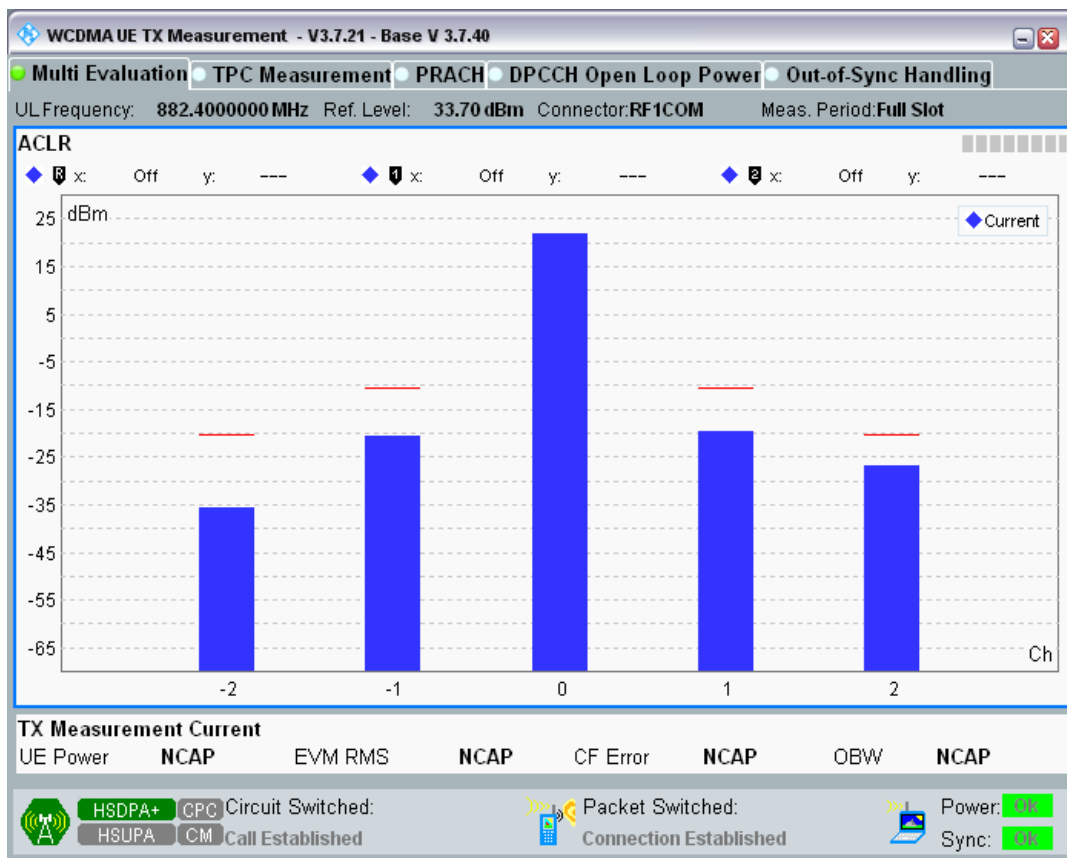 WCDMA UE TX Measurement - V3.7.21 - Base V 3.7.40
Multi Evaluation TPC Measurement PRACH DPCCH Open Loop Power Out-of-Sync Handling
UL Frequency: 882.4000000 MHz Ref. Level: 33.70 dBm Connector:RF1COM Meas. Period:Full Slot
ACLR
R x: Off y: --- 1 x: Off y: --- 2 x: Off y: ---
dBm
Current
25
15
5
-5
-15
-25
-35
-45
-55
-65
Ch
-2 -1 0 1 2
TX Measurement Current
UE Power NCAP EVM RMS NCAP CF Error NCAP OBW NCAP
HSDPA+ CPC Circuit Switched: Packet Switched: Power: Ok
HSUPA CM Call Established Connection Established Sync: Ok